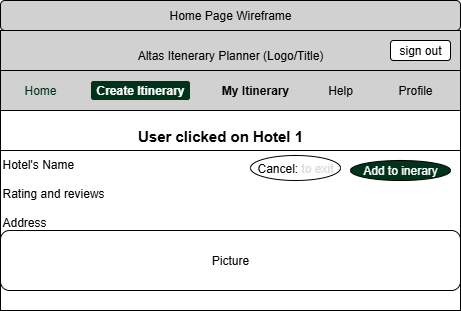 Home Page Wireframe
Altas Itenerary Planner (Logo/Title)
sign out
Home Create Itinerary My Itinerary Help Profile
User clicked on Hotel 1
Hotel's Name
Cancel: to exit
Add to inerary
Rating and reviews
Address
Picture